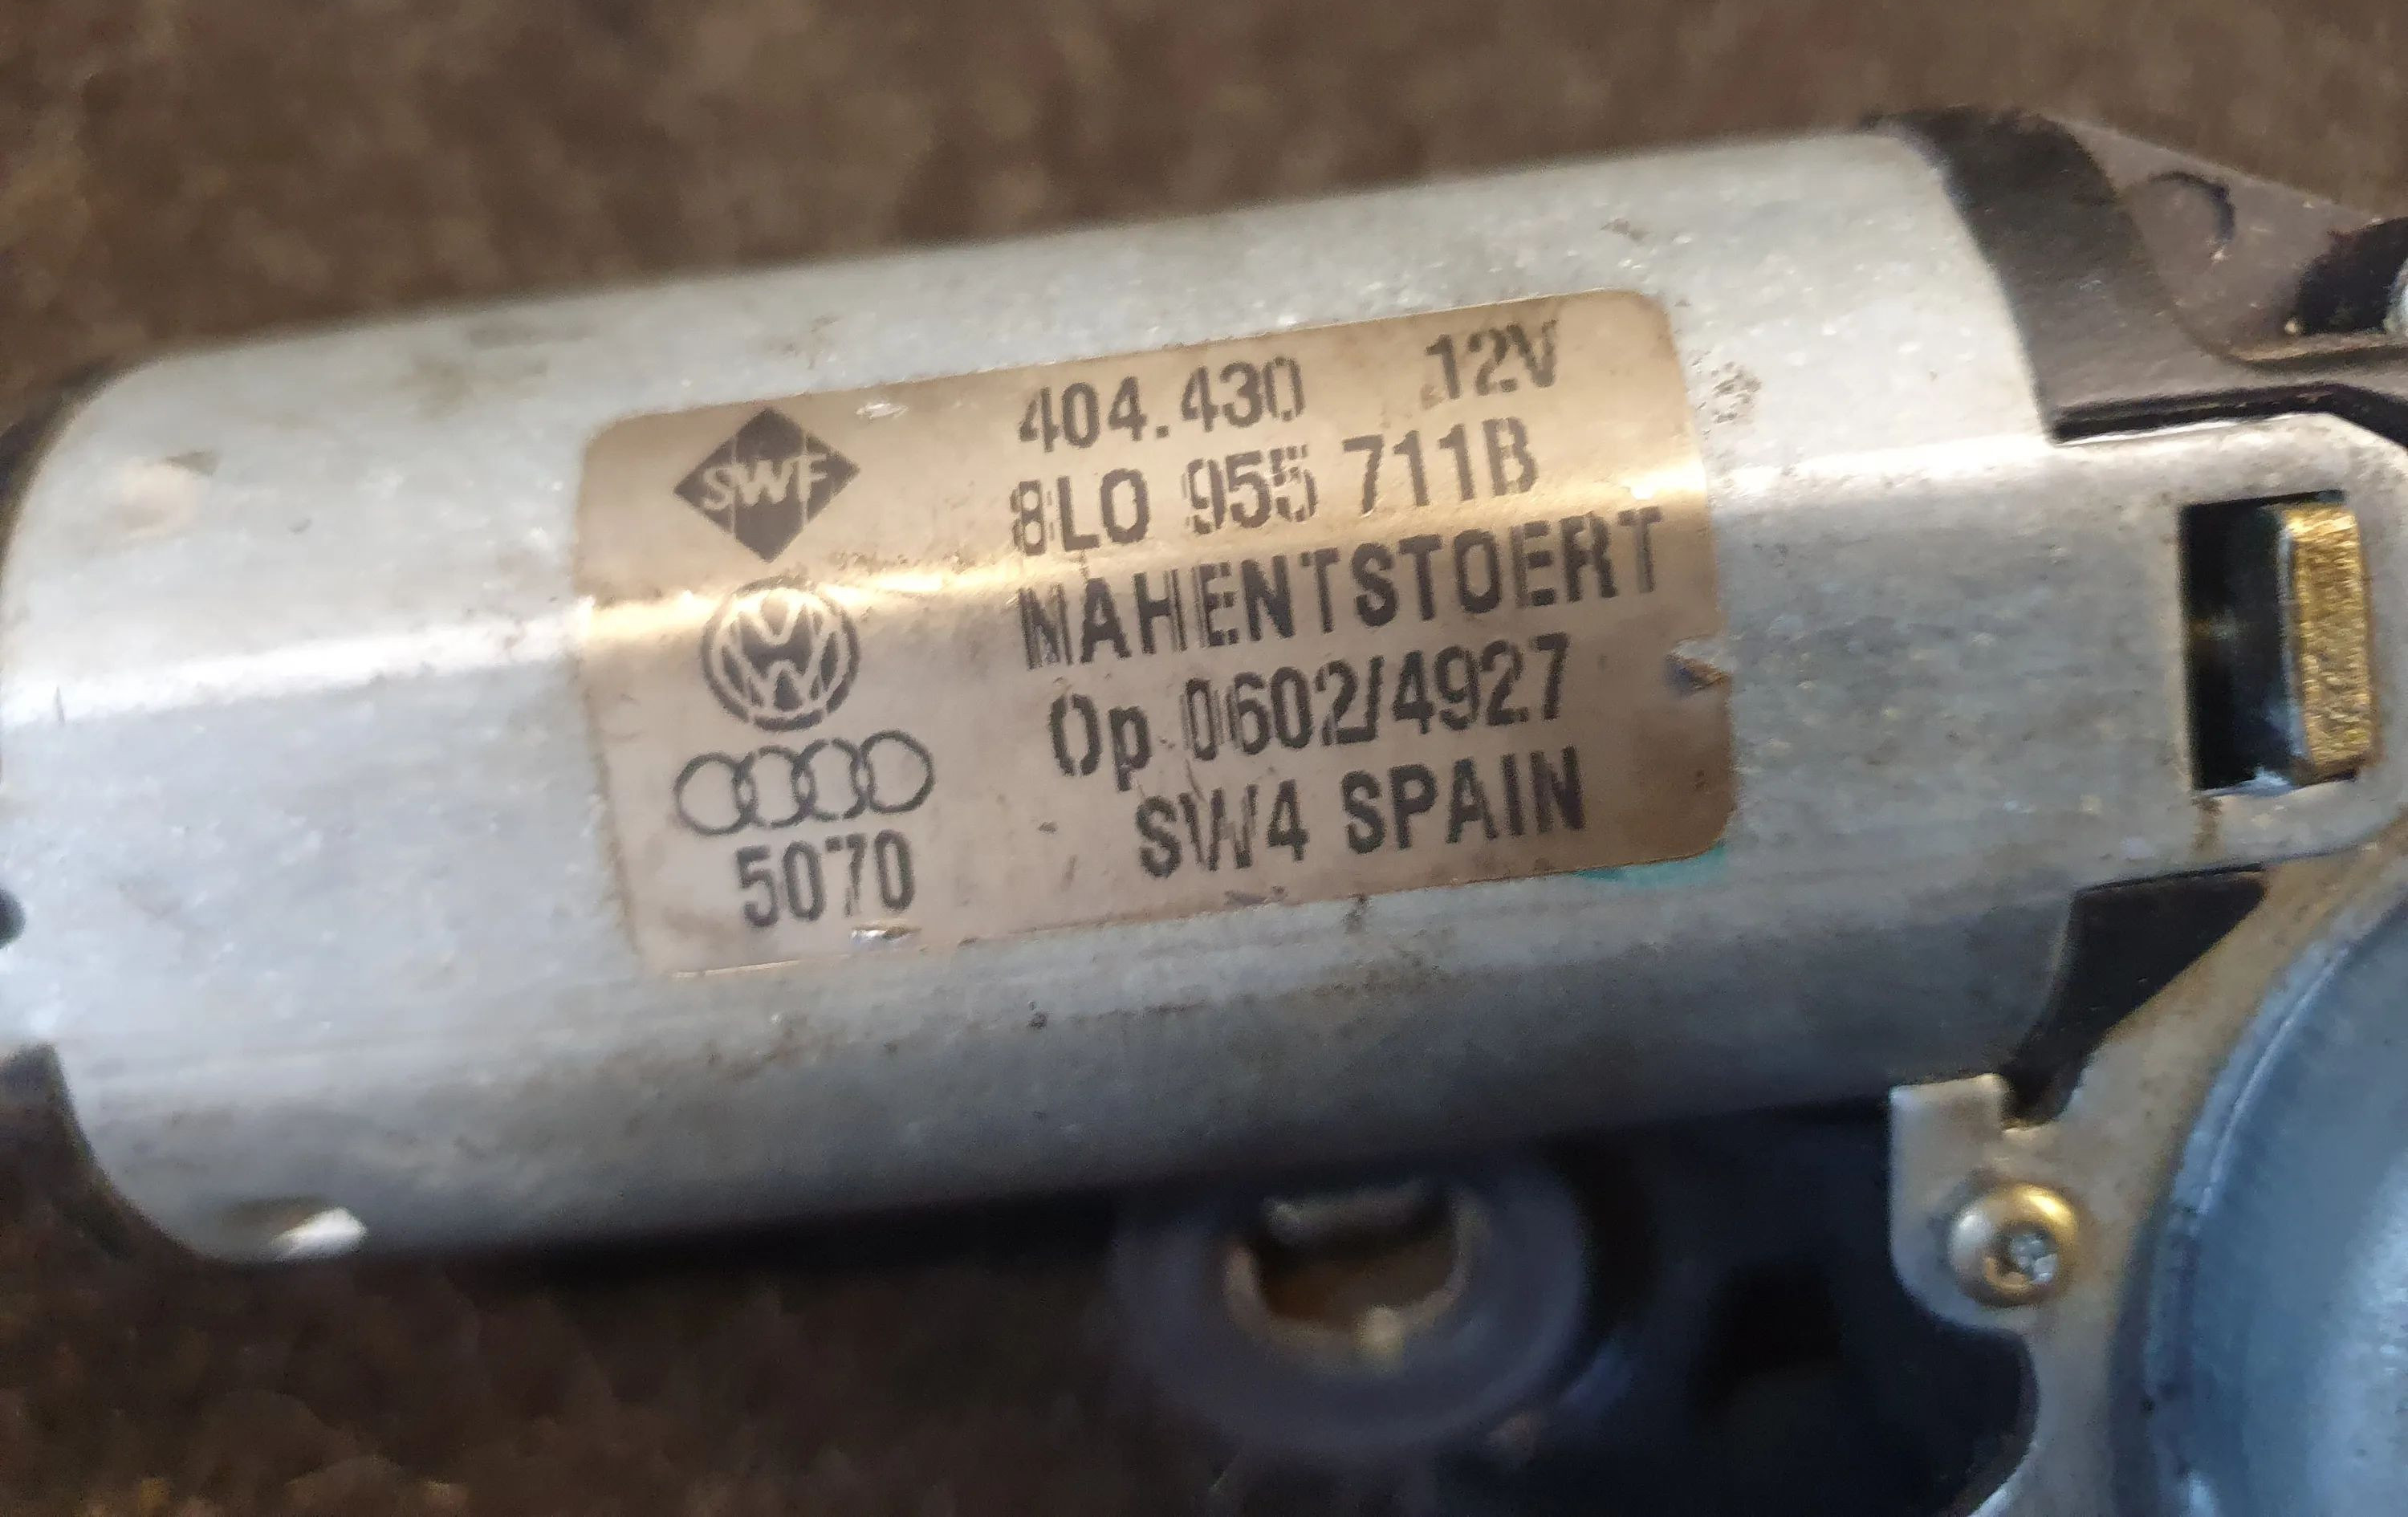 SWF
404.430 12V
8L0 955 711B
NAHENTSTOERT
Op 0602/4927
SW4 SPAIN
5070